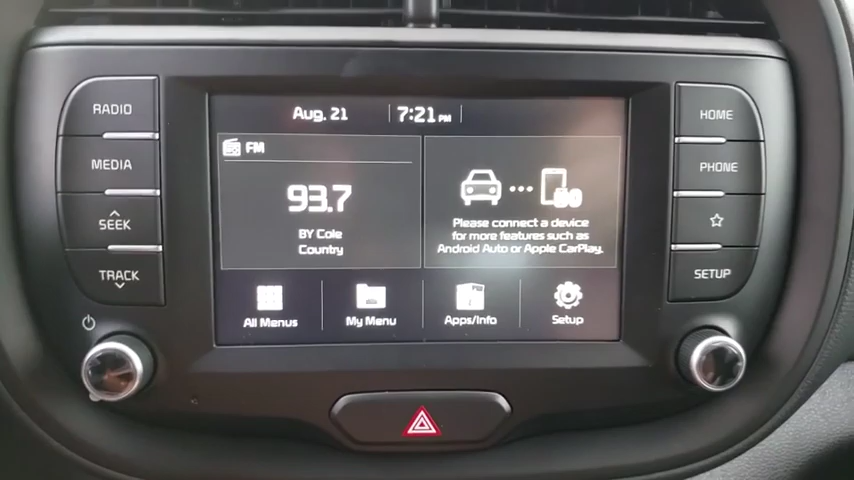 RADIO
MEDIA
SEEK
TRACK
Aug. 21
7:21 PM
FM
93.7
BY Cole
Country
Please connect a device
for more features such as
Android Auto or Apple CarPlay.
All Menus
My Menu
Apps/Info
Setup
HOME
PHONE
SETUP